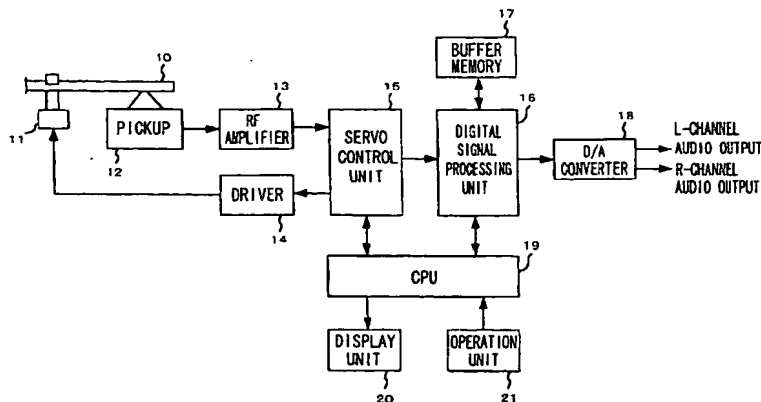 17
BUFFER
MEMORY
10
13
15
16
18
11
PICKUP
12
RF
AMPLIFIER
SERVO
CONTROL
UNIT
DIGITAL
SIGNAL
PROCESSING
UNIT
D/A
CONVERTER
L-CHANNEL
AUDIO OUTPUT
R-CHANNEL
AUDIO OUTPUT
DRIVER
14
19
CPU
DISPLAY
UNIT
OPERATION
UNIT
20
21